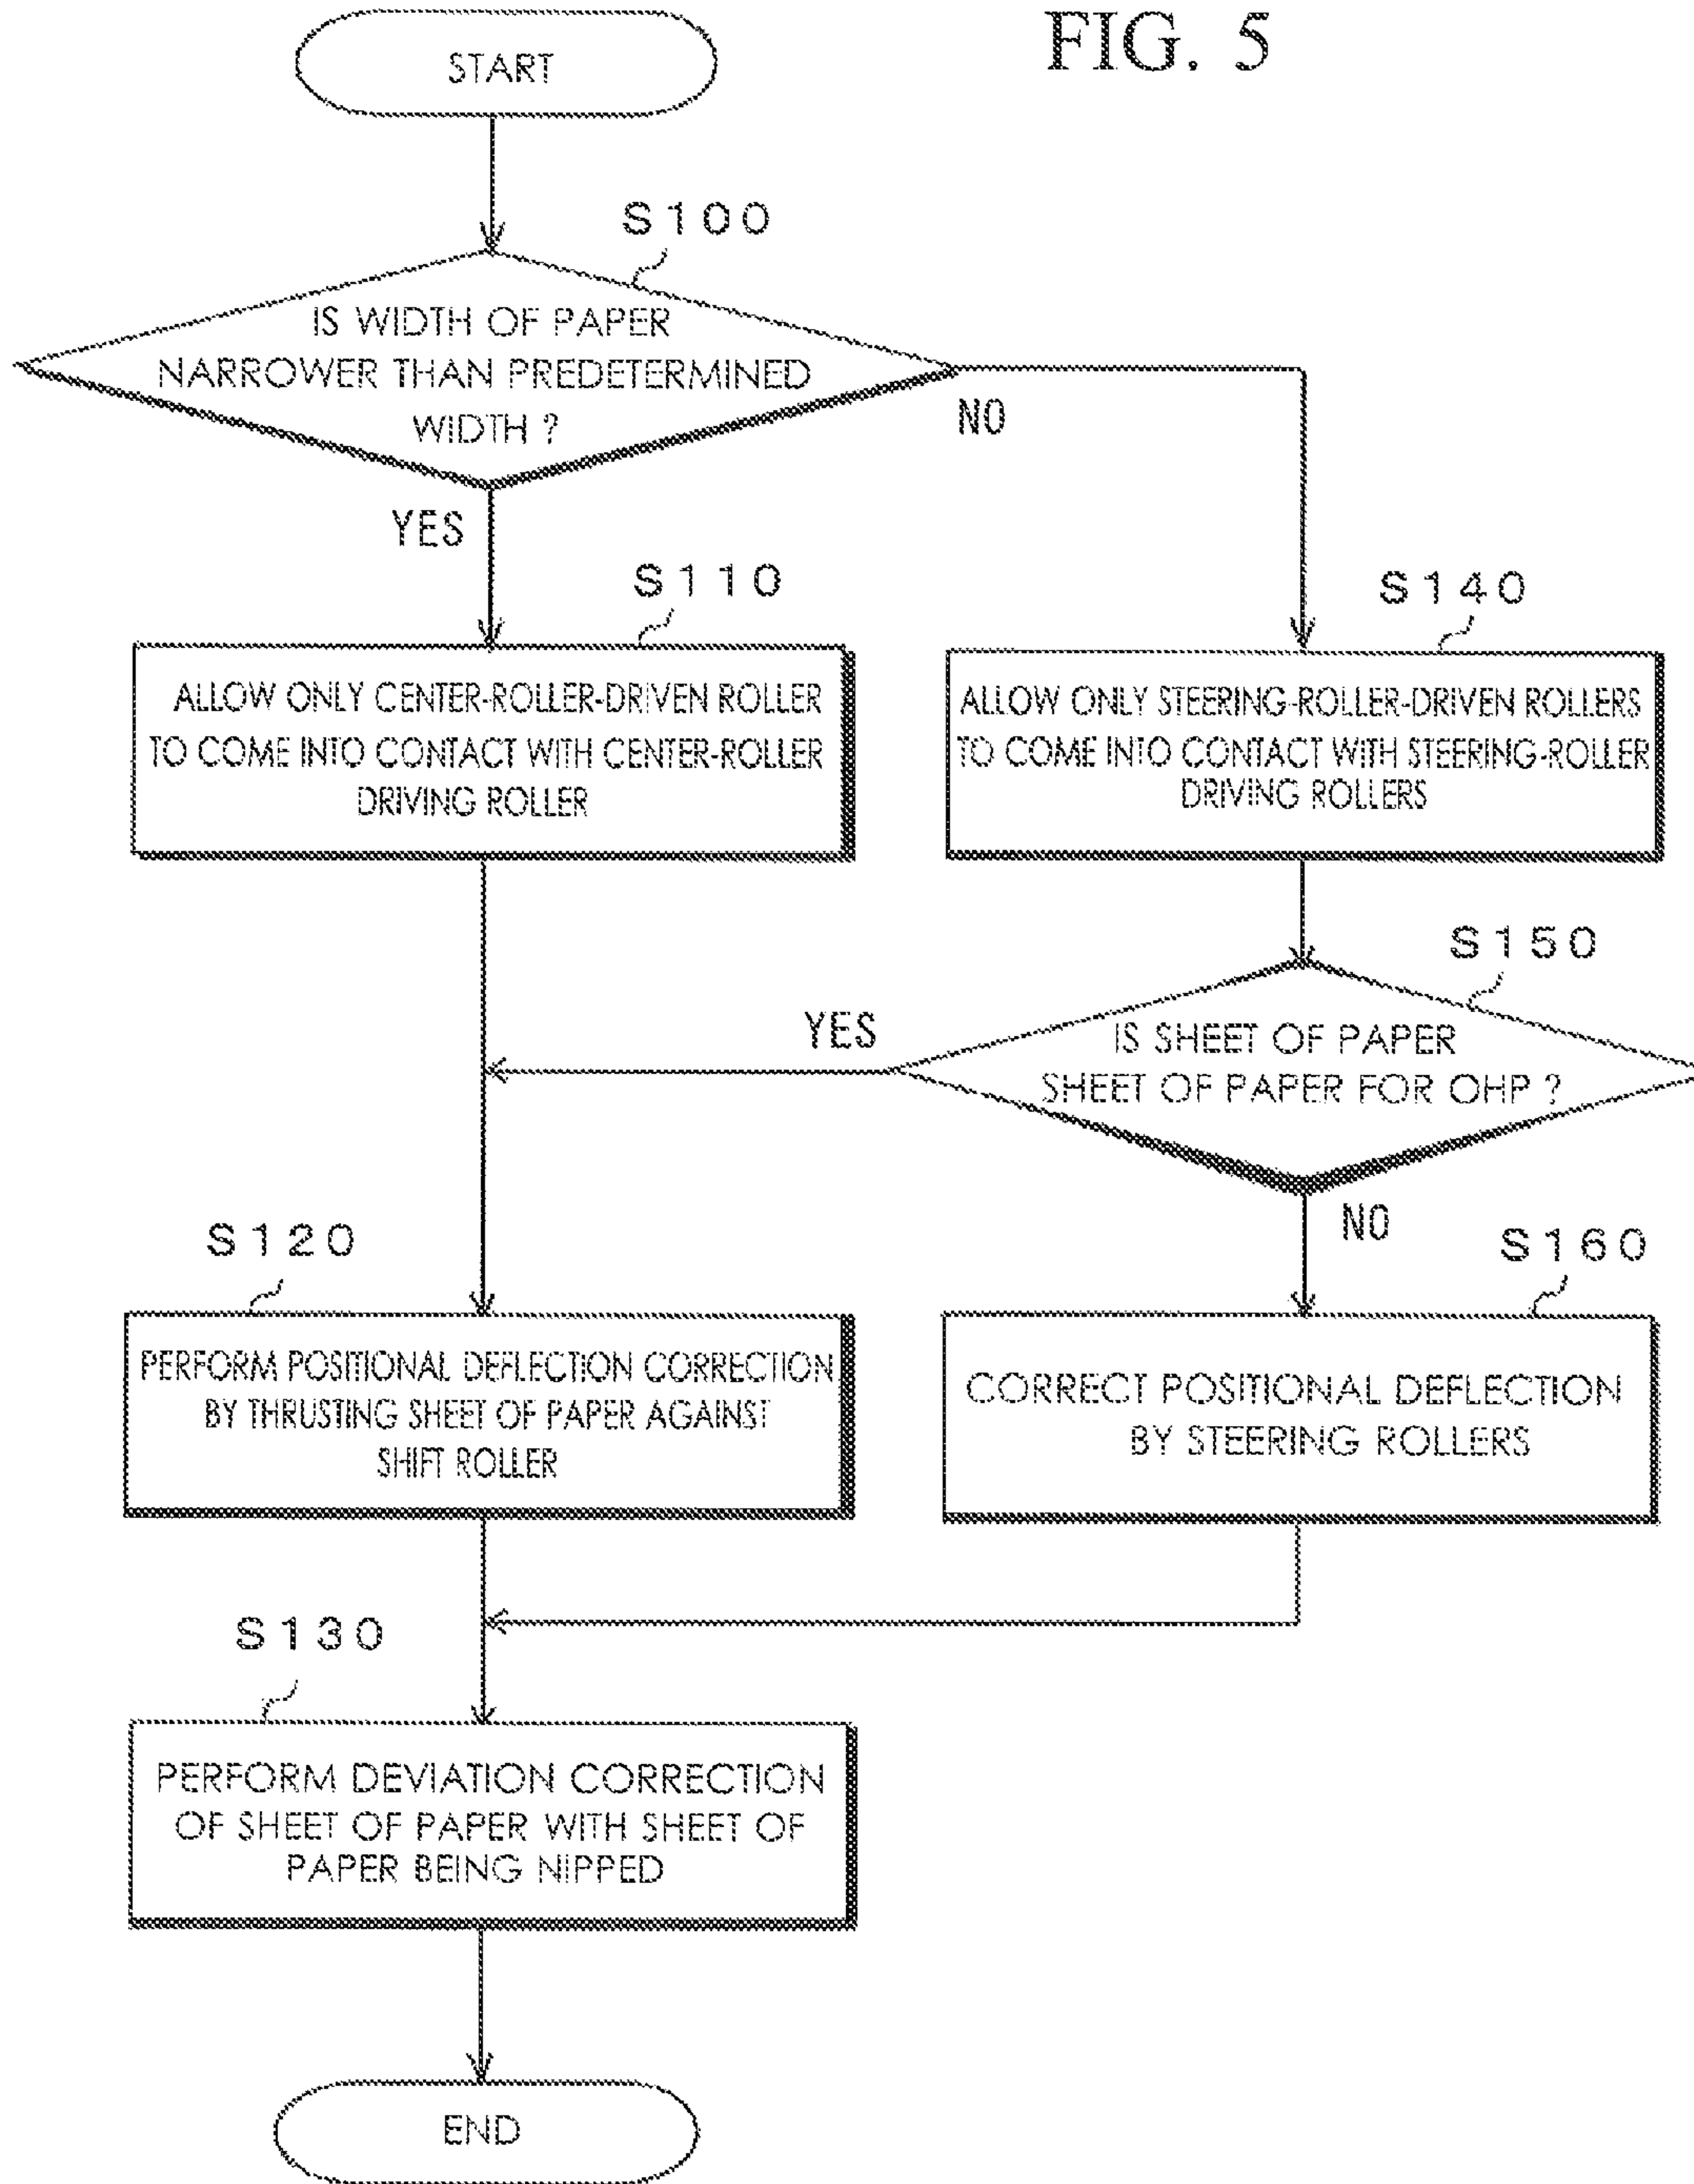 FIG. 5
START
S100
IS WIDTH OF PAPER
NARROWER THAN PREDETERMINED
WIDTH ?
NO
YES
S110
ALLOW ONLY CENTER-ROLLER-DRIVEN ROLLER
TO COME INTO CONTACT WITH CENTER-ROLLER
DRIVING ROLLER
S140
ALLOW ONLY STEERING-ROLLER-DRIVEN ROLLERS
TO COME INTO CONTACT WITH STEERING-ROLLER
DRIVING ROLLERS
S150
YES
IS SHEET OF PAPER
SHEET OF PAPER FOR OHP ?
NO
S120
PERFORM POSITIONAL DEFLECTION CORRECTION
BY THRUSTING SHEET OF PAPER AGAINST
SHIFT ROLLER
S160
CORRECT POSITIONAL DEFLECTION
BY STEERING ROLLERS
S130
PERFORM DEVIATION CORRECTION
OF SHEET OF PAPER WITH SHEET OF
PAPER BEING NIPPED
END